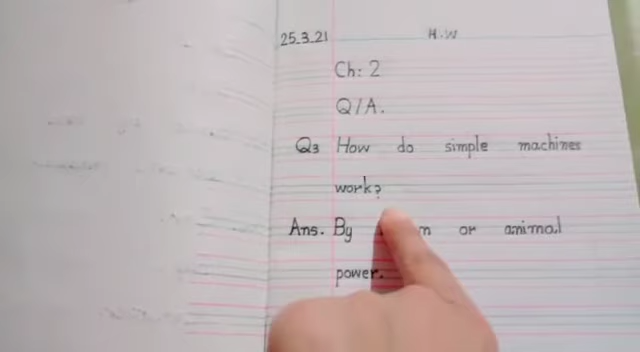 25.3.21 H.W
Ch: 2
Q/A.
Q3 How do simple machines
work?
Ans. By or animal
power.